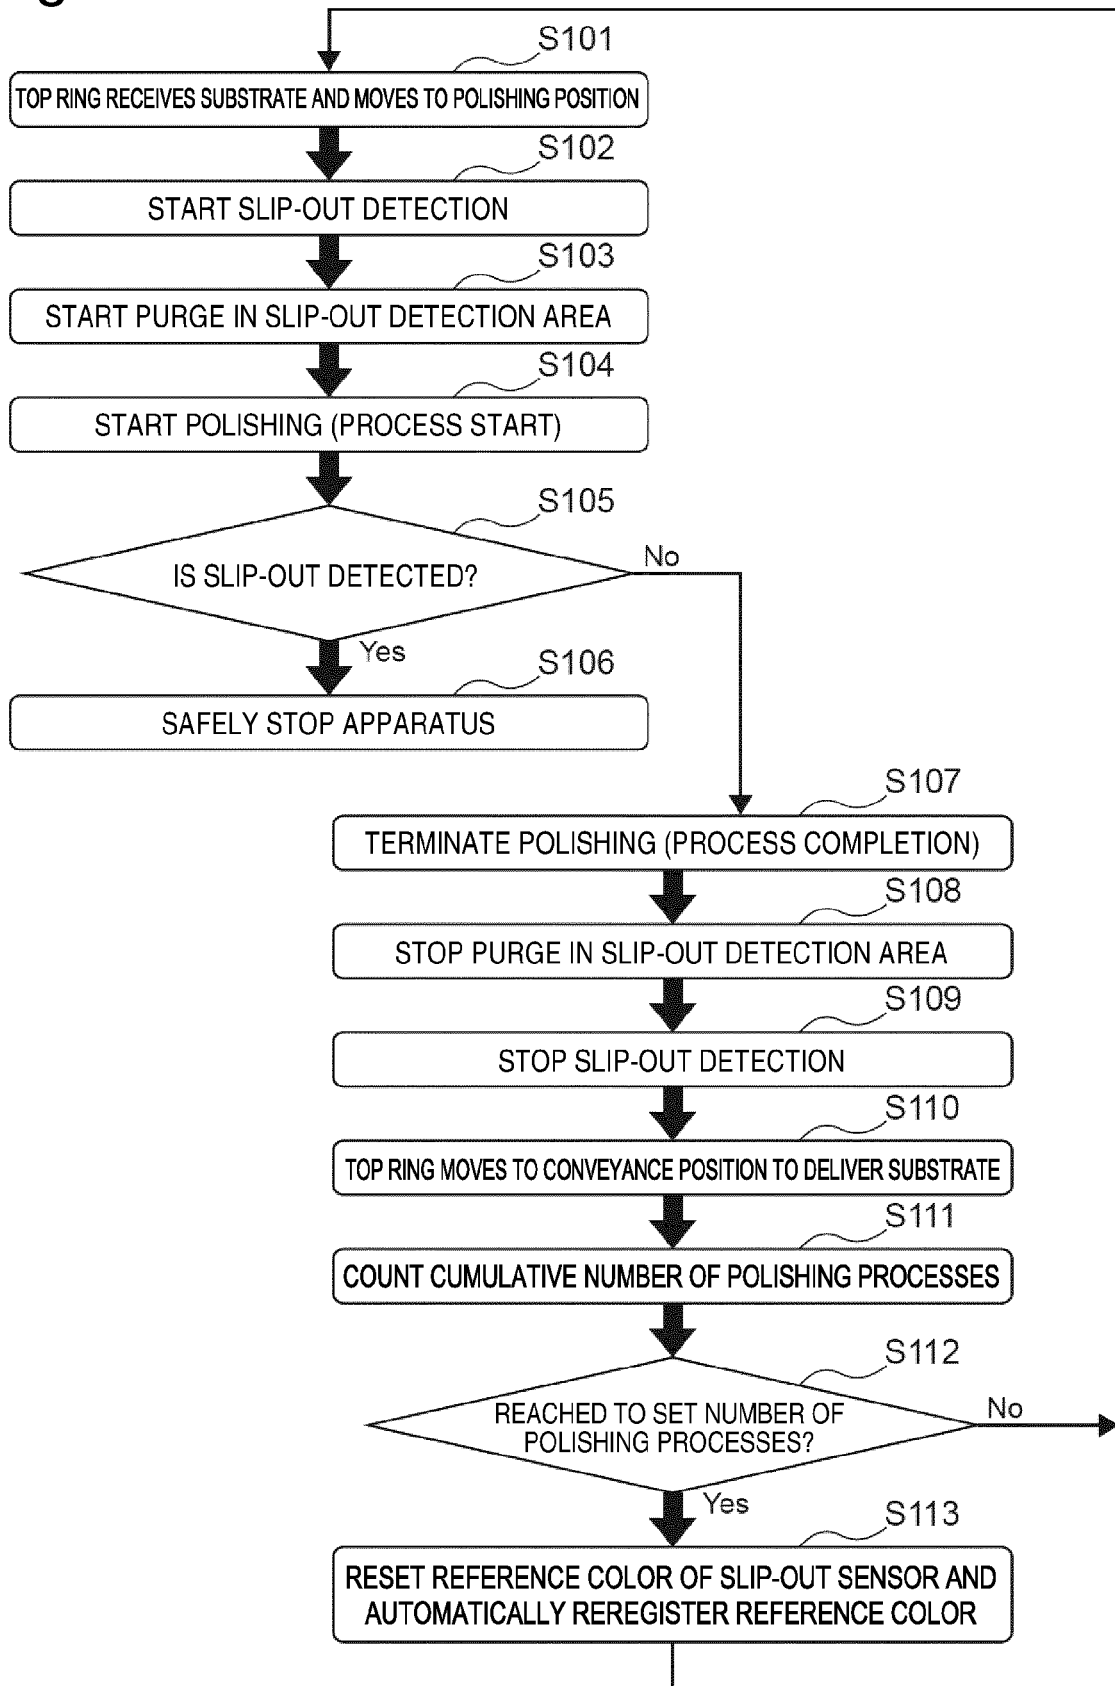 S101
TOP RING RECEIVES SUBSTRATE AND MOVES TO POLISHING POSITION
S102
START SLIP-OUT DETECTION
S103
START PURGE IN SLIP-OUT DETECTION AREA
S104
START POLISHING (PROCESS START)
S105
IS SLIP-OUT DETECTED?
No
Yes
S106
SAFELY STOP APPARATUS
S107
TERMINATE POLISHING (PROCESS COMPLETION)
S108
STOP PURGE IN SLIP-OUT DETECTION AREA
S109
STOP SLIP-OUT DETECTION
S110
TOP RING MOVES TO CONVEYANCE POSITION TO DELIVER SUBSTRATE
S111
COUNT CUMULATIVE NUMBER OF POLISHING PROCESSES
S112
REACHED TO SET NUMBER OF
POLISHING PROCESSES?
No
Yes
S113
RESET REFERENCE COLOR OF SLIP-OUT SENSOR AND
AUTOMATICALLY REREGISTER REFERENCE COLOR